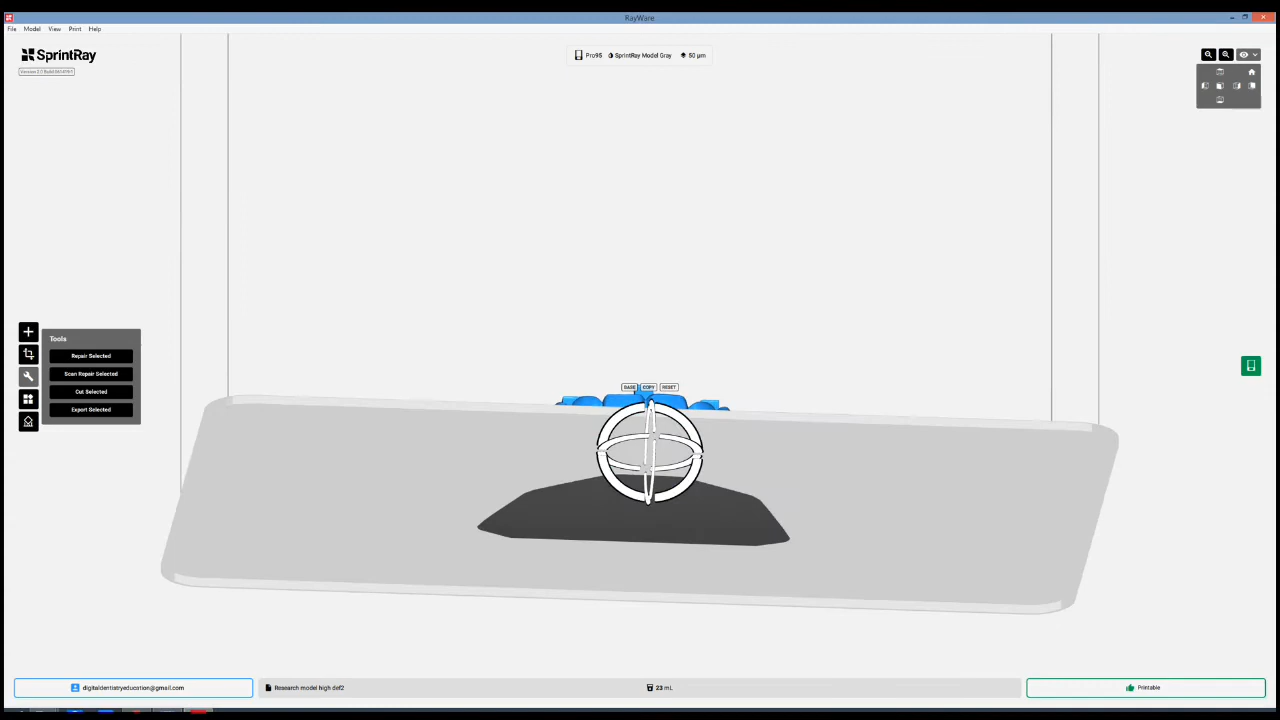 RayWare
File Model View Print Help
SprintRay
Pro95 SprintRay Model Gray 50 μm
Tools
Repair Selected
Scan Repair Selected
Cut Selected
Export Selected
BASE COPY RESET
digitaldentistryeducation@gmail.com
Research model high def2
23 mL
Printable